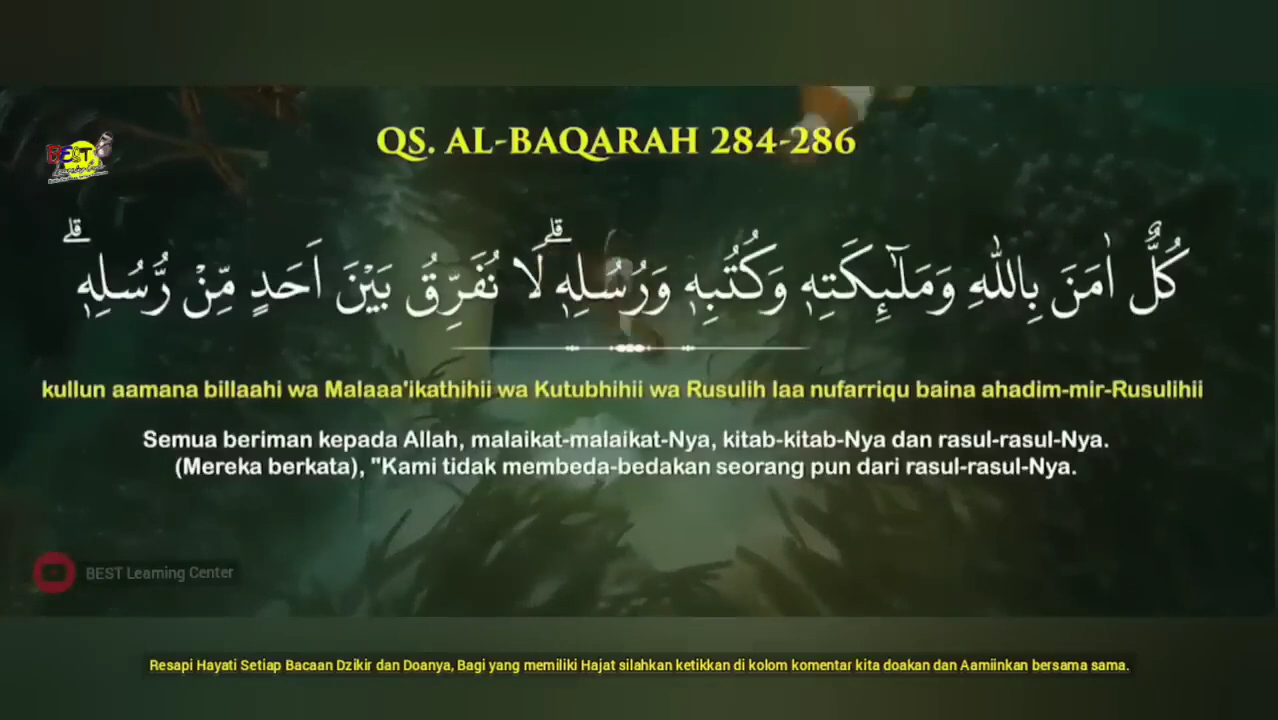 QS. AL-BAQARAH 284-286
BEST
كُلٌّ اٰمَنَ بِاللّٰهِ وَمَلٰۤىِٕكَتِهٖ وَكُتُبِهٖ وَرُسُلِهٖۗ لَا نُفَرِّقُ بَيْنَ اَحَدٍ مِّنْ رُّسُلِهٖۗ
kullun aamana billaahi wa Malaaa'ikathihii wa Kutubhihii wa Rusulih laa nufarriqu baina ahadim-mir-Rusulihii
Semua beriman kepada Allah, malaikat-malaikat-Nya, kitab-kitab-Nya dan rasul-rasul-Nya.
(Mereka berkata), "Kami tidak membeda-bedakan seorang pun dari rasul-rasul-Nya.
BEST Learning Center
Resapi Hayati Setiap Bacaan Dzikir dan Doanya, Bagi yang memiliki Hajat silahkan ketikkan di kolom komentar kita doakan dan Aamiinkan bersama sama.